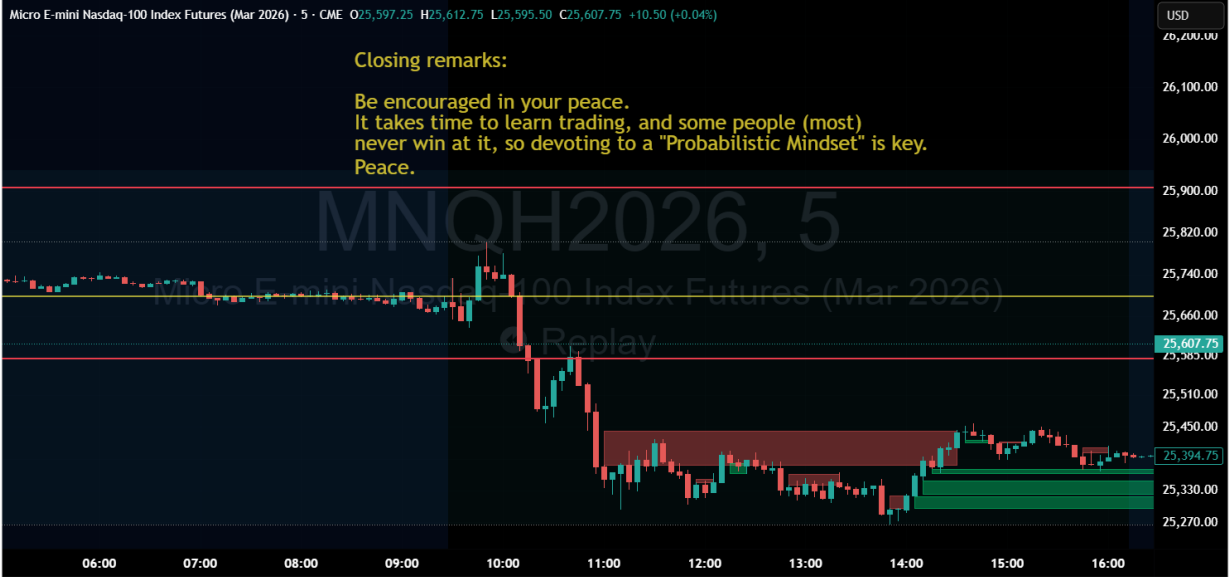 Micro E-mini Nasdaq-100 Index Futures (Mar 2026) · 5 · CME O25,597.25 H25,612.75 L25,595.50 C25,607.75 +10.50 (+0.04%)
USD
26,200.00
Closing remarks:
26,100.00
Be encouraged in your peace.
It takes time to learn trading, and some people (most)
26,000.00
never win at it, so devoting to a "Probabilistic Mindset" is key.
Peace.
25,900.00
MNQH2026, 5
25,820.00
25,740.00
Micro E-mini Nasdaq-100 Index Futures (Mar 2026)
25,660.00
Replay
25,607.75
25,585.00
25,510.00
25,450.00
25,394.75
25,330.00
25,270.00
06:00 07:00 08:00 09:00 10:00 11:00 12:00 13:00 14:00 15:00 16:00